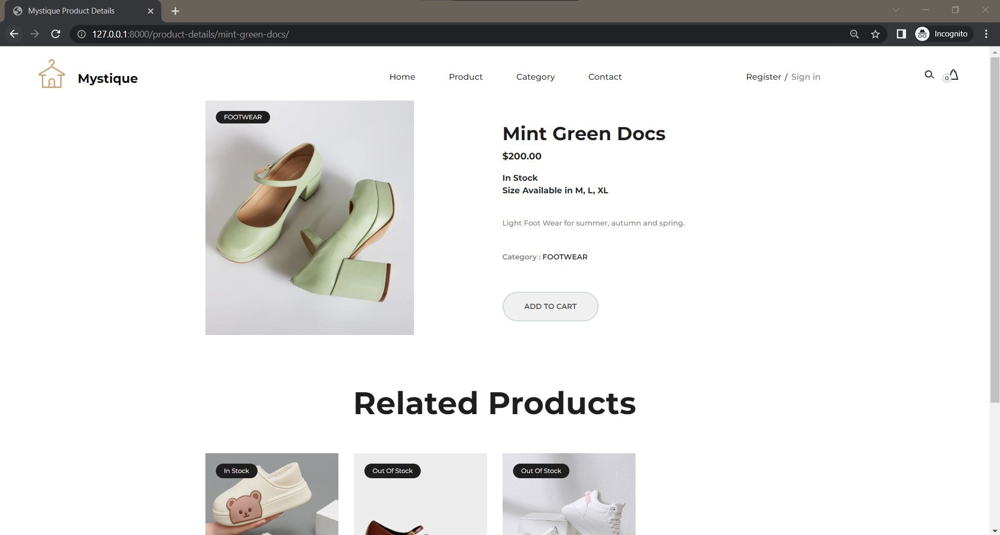 Mystique Product Details
127.0.0.1:8000/product-details/mint-green-docs/
Incognito
Mystique
Home
Product
Category
Contact
Register / Sign in
0
FOOTWEAR
Mint Green Docs
$200.00
In Stock
Size Available in M, L, XL
Light Foot Wear for summer, autumn and spring.
Category : FOOTWEAR
ADD TO CART
Related Products
In Stock
Out Of Stock
Out Of Stock